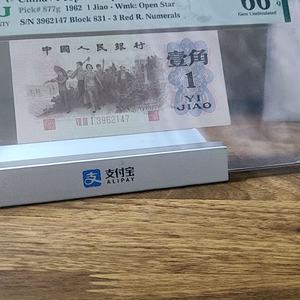 Pick# 877g 1962 1 Jiao - Wmk: Open Star
S/N 3962147 Block 831 - 3 Red R. Numerals
66
Gem Uncirculated
中國人民銀行
壹角
1
YI
JIAO
3962147
支付宝
ALIPAY